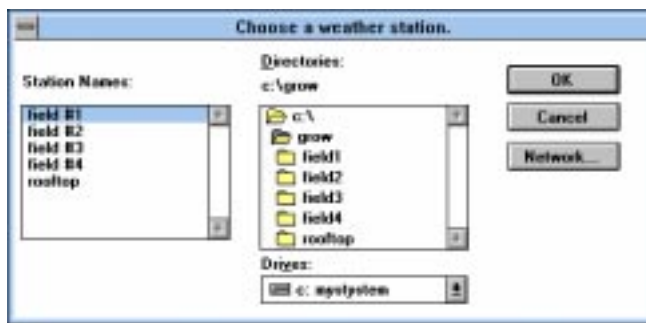 Choose a weather station.
Station Names:
field #1
field #2
field #3
field #4
rooftop
Directories:
c:\grow
c:\
grow
field1
field2
field3
field4
rooftop
Drives:
c: mystystem
OK
Cancel
Network...